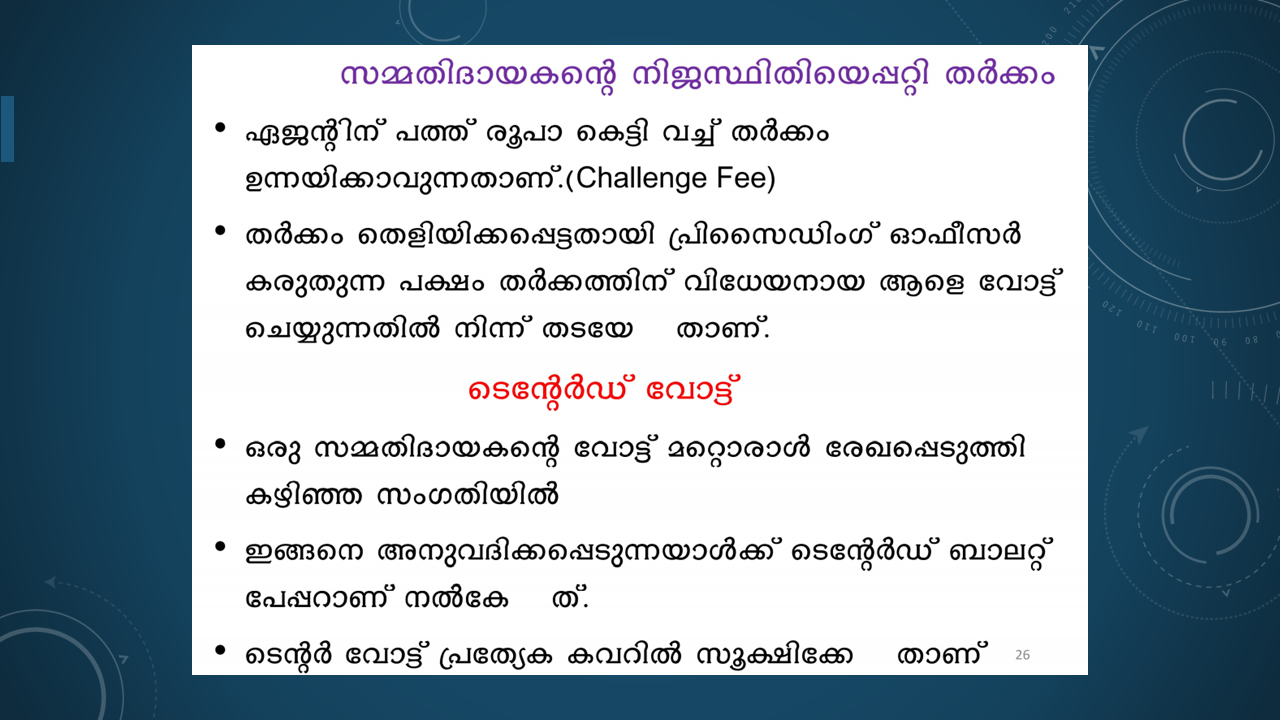 സമ്മതിദായകന്റെ നിജസ്ഥിതിയെപ്പറ്റി തർക്കം
• ഏജന്റിന് പത്ത് രൂപാ കെട്ടി വച്ച് തർക്കം
ഉന്നയിക്കാവുന്നതാണ്.(Challenge Fee)
• തർക്കം തെളിയിക്കപ്പെട്ടതായി പ്രിസൈഡിംഗ് ഓഫീസർ
കരുതുന്ന പക്ഷം തർക്കത്തിന് വിധേയനായ ആളെ വോട്ട്
ചെയ്യുന്നതിൽ നിന്ന് തടയേ താണ്.
ടെന്റേർഡ് വോട്ട്
• ഒരു സമ്മതിദായകന്റെ വോട്ട് മറ്റൊരാൾ രേഖപ്പെടുത്തി
കഴിഞ്ഞ സംഗതിയിൽ
• ഇങ്ങനെ അനുവദിക്കപ്പെടുന്നയാൾക്ക് ടെന്റേർഡ് ബാലറ്റ്
പേപ്പറാണ് നൽകേ ത്.
• ടെന്റർ വോട്ട് പ്രത്യേക കവറിൽ സൂക്ഷിക്കേ താണ് 26